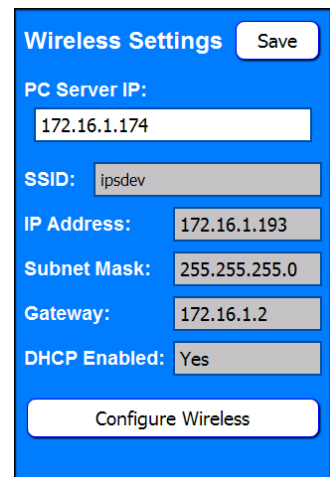 Wireless Settings Save
PC Server IP:
172.16.1.174
SSID: ipsdev
IP Address: 172.16.1.193
Subnet Mask: 255.255.255.0
Gateway: 172.16.1.2
DHCP Enabled: Yes
Configure Wireless